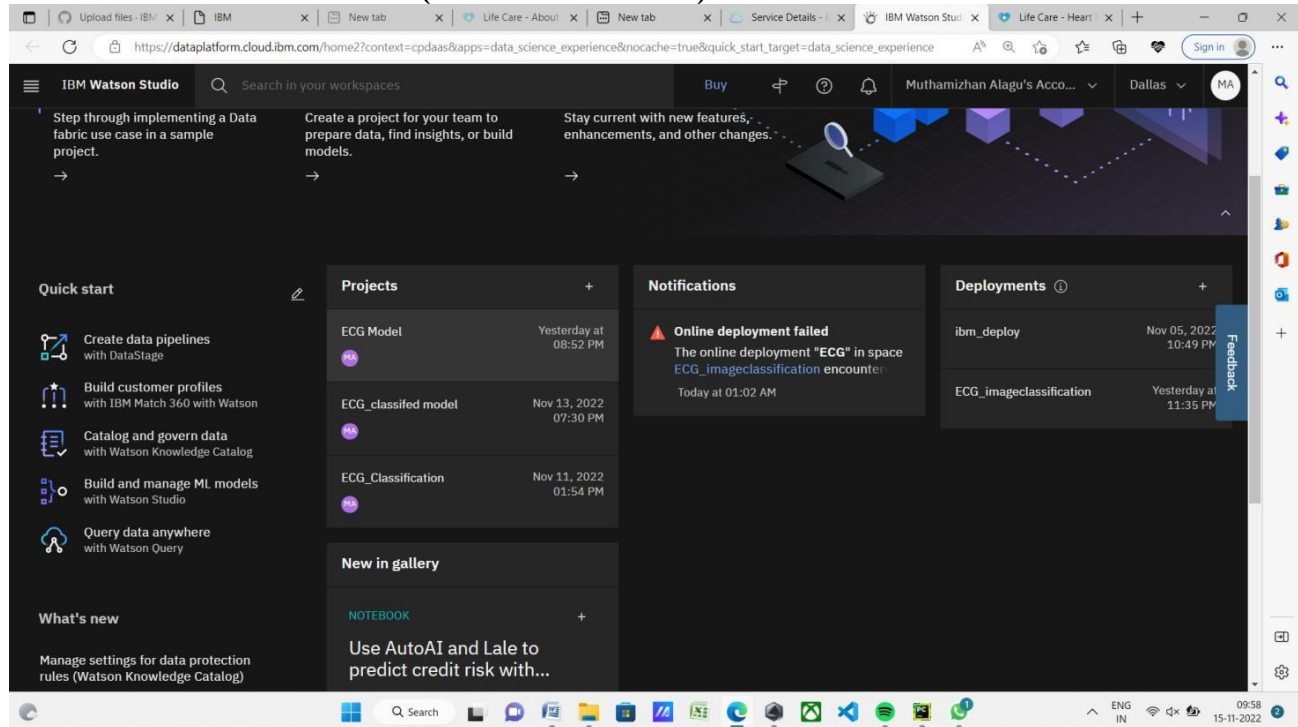 Upload files · IBM
IBM
New tab
Life Care - About
New tab
Service Details - I
IBM Watson Stud
Life Care - Heart
https://dataplatform.cloud.ibm.com/home2?context=cpdaas&apps=data_science_experience&nocache=true&quick_start_target=data_science_experience
Sign in
IBM Watson Studio
Search in your workspaces
Buy
Muthamizhan Alagu's Acco...
Dallas
MA
Step through implementing a Data
fabric use case in a sample
project.
Create a project for your team to
prepare data, find insights, or build
models.
Stay current with new features,
enhancements, and other changes.
Quick start
Create data pipelines
with DataStage
Build customer profiles
with IBM Match 360 with Watson
Catalog and govern data
with Watson Knowledge Catalog
Build and manage ML models
with Watson Studio
Query data anywhere
with Watson Query
What's new
Manage settings for data protection
rules (Watson Knowledge Catalog)
Projects
ECG Model
Yesterday at
08:52 PM
MA
ECG_classifed model
Nov 13, 2022
07:30 PM
MA
ECG_Classification
Nov 11, 2022
01:54 PM
MA
New in gallery
NOTEBOOK
Use AutoAI and Lale to
predict credit risk with...
Notifications
Online deployment failed
The online deployment "ECG" in space
ECG_imageclassification encounter
Today at 01:02 AM
Deployments
ibm_deploy
Nov 05, 2022
10:49 PM
ECG_imageclassification
Yesterday at
11:35 PM
Feedback
Search
ENG
IN
09:58
15-11-2022
2